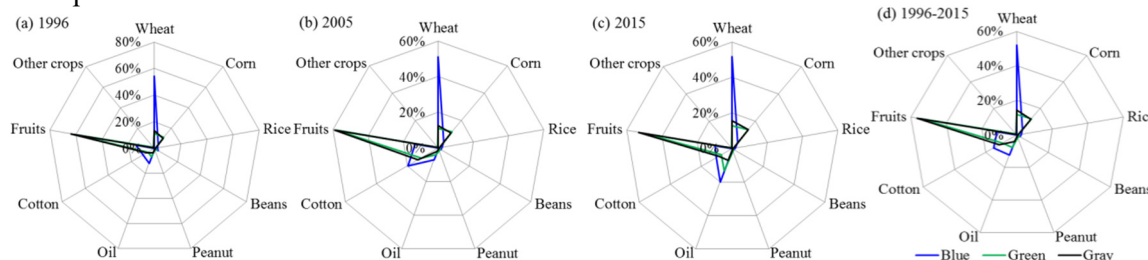 (a) 1996
Wheat
80%
60%
40%
20%
0%
Corn
Rice
Beans
Peanut
Oil
Cotton
Fruits
Other crops
(b) 2005
Wheat
60%
40%
20%
0%
Corn
Rice
Beans
Peanut
Oil
Cotton
Fruits
Other crops
(c) 2015
Wheat
60%
40%
20%
0%
Corn
Rice
Beans
Peanut
Oil
Cotton
Fruits
Other crops
(d) 1996-2015
Wheat
60%
40%
20%
0%
Corn
Beans
Peanut
Oil
Cotton
Fruits
Other crops
Blue Green Gray